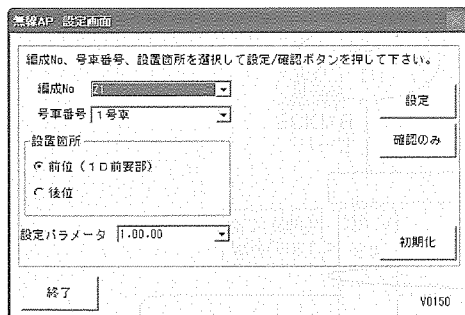 無線AP 設定画面
編成No、号車番号、設置箇所を選択して設定/確認ボタンを押して下さい。
編成No Z1
号車番号 1号車
設定
設置箇所
確認のみ
前位（1D前妻部）
後位
設定パラメータ 1.00.00
初期化
終了
V0150